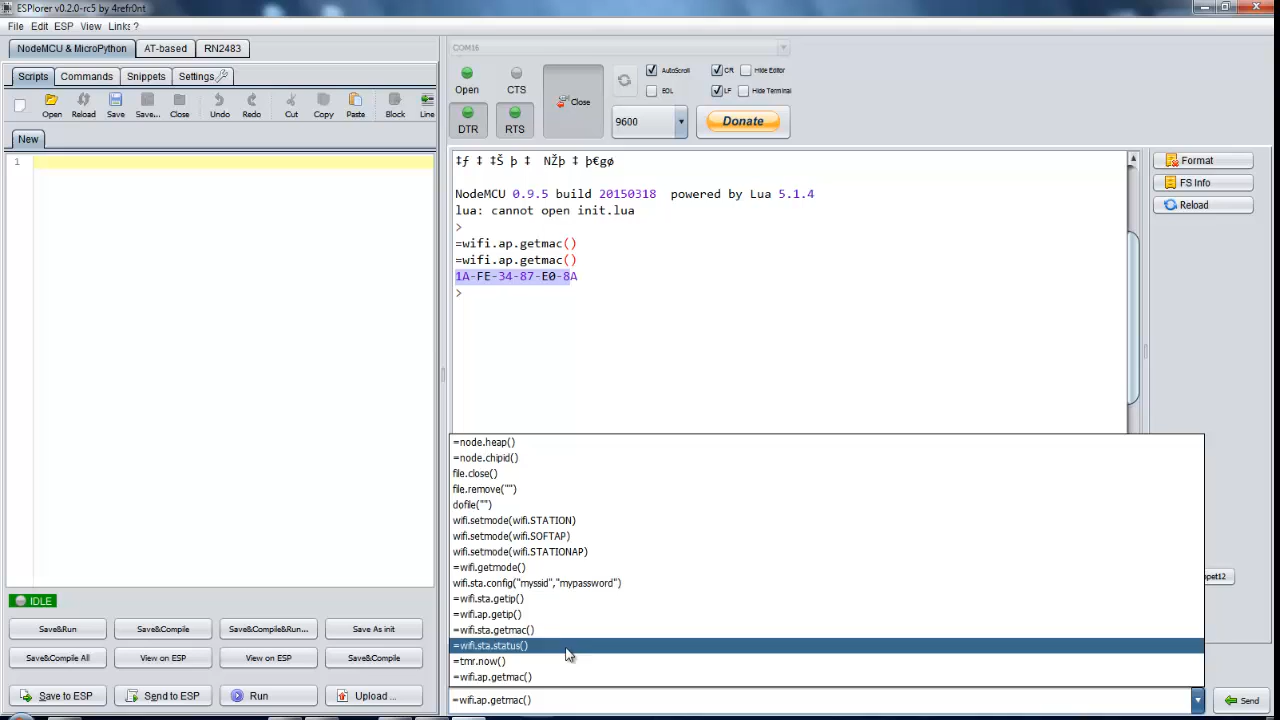 ESPlorer v0.2.0-rc5 by 4refr0nt
File Edit ESP View Links ?
NodeMCU & MicroPython AT-based RN2483
Scripts Commands Snippets Settings
Open Reload Save Save... Close Undo Redo Cut Copy Paste Block Line
New
1
IDLE
Save&Run Save&Compile Save&Compile&Run... Save As init
Save&Compile All View on ESP View on ESP Save&Compile
Save to ESP Send to ESP Run Upload ...
COM16
Open CTS Close AutoScroll CR Hide Editor
EOL LF Hide Terminal
DTR RTS 9600 Donate
‡ƒ ‡ ‡Š þ ‡ NŽþ ‡ þ€gø
NodeMCU 0.9.5 build 20150318 powered by Lua 5.1.4
lua: cannot open init.lua
>
=wifi.ap.getmac()
=wifi.ap.getmac()
1A-FE-34-87-E0-8A
>
=node.heap()
=node.chipid()
file.close()
file.remove("")
dofile("")
wifi.setmode(wifi.STATION)
wifi.setmode(wifi.SOFTAP)
wifi.setmode(wifi.STATIONAP)
=wifi.getmode()
wifi.sta.config("myssid","mypassword")
=wifi.sta.getip()
=wifi.ap.getip()
=wifi.sta.getmac()
=wifi.sta.status()
=tmr.now()
=wifi.ap.getmac()
=wifi.ap.getmac()
Send
Format
FS Info
Reload
pet12